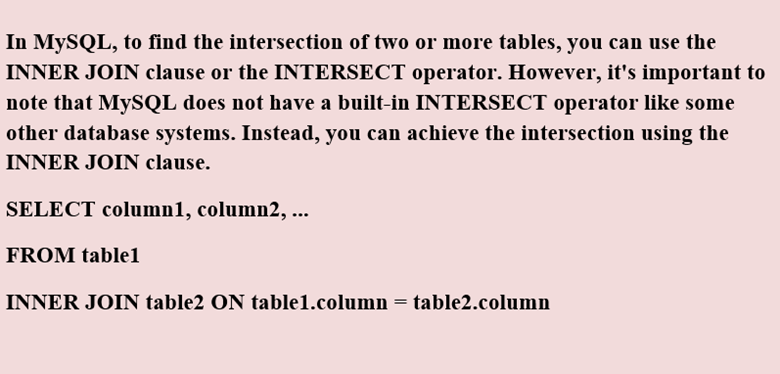 In MySQL, to find the intersection of two or more tables, you can use the
INNER JOIN clause or the INTERSECT operator. However, it's important to
note that MySQL does not have a built-in INTERSECT operator like some
other database systems. Instead, you can achieve the intersection using the
INNER JOIN clause.
SELECT column1, column2, ...
FROM table1
INNER JOIN table2 ON table1.column = table2.column